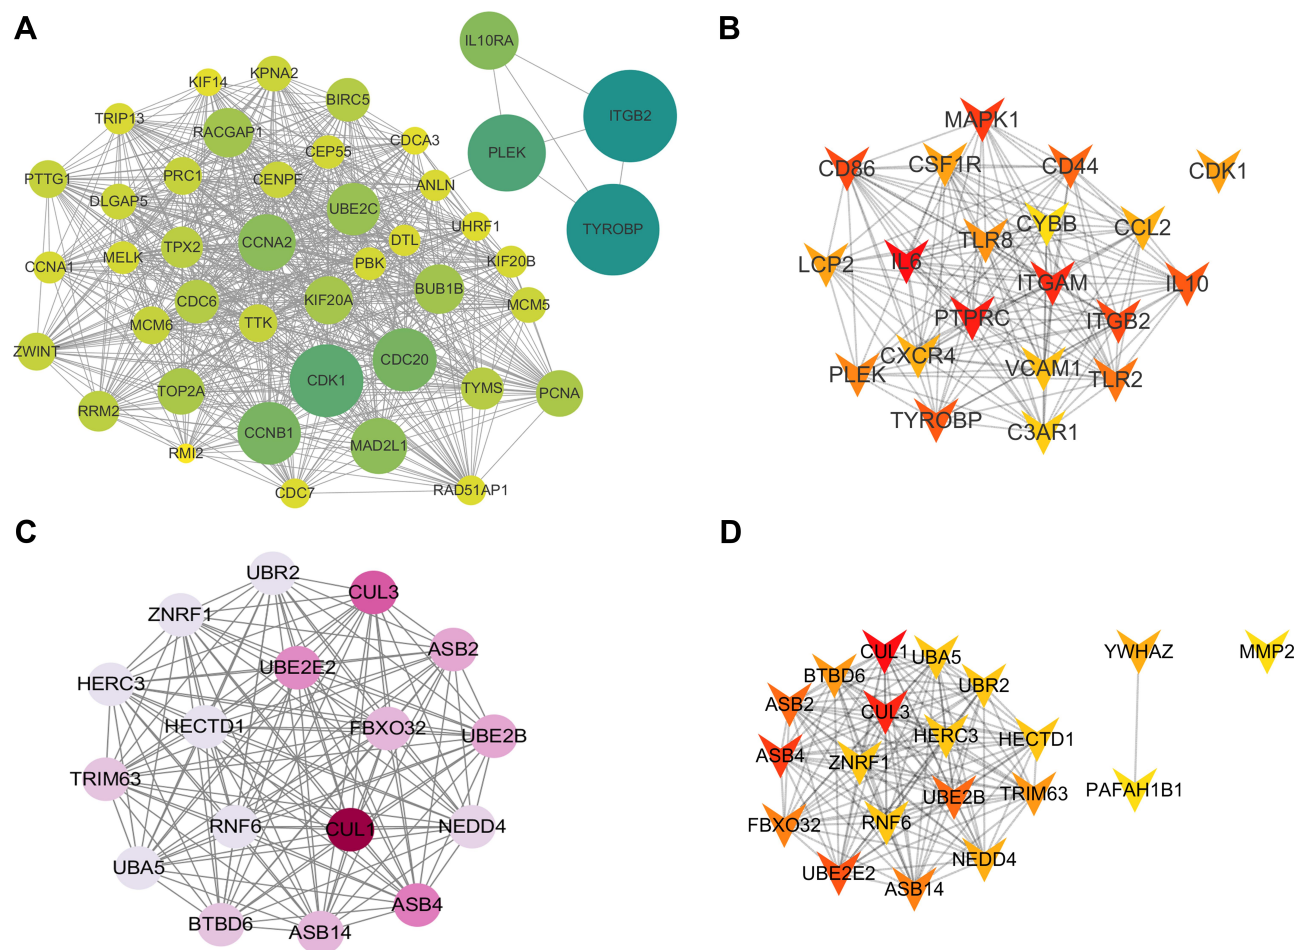 A
IL10RA
KIF14
KPNA2
BIRC5
ITGB2
TRIP13
RACGAP1
CDCA3
CEP55
PLEK
PTTG1
PRC1
CENPF
ANLN
DLGAP5
UBE2C
UHRF1
TYROBP
CCNA2
DTL
TPX2
MELK
PBK
KIF20B
CCNA1
BUB1B
CDC6
KIF20A
MCM5
MCM6
TTK
ZWINT
CDC20
CDK1
TYMS
TOP2A
PCNA
RRM2
CCNB1
MAD2L1
RMI2
CDC7
RAD51AP1
B
MAPK1
CD86
CSF1R
CD44
CDK1
CYBB
CCL2
TLR8
LCP2
IL6
ITGAM
IL10
PTPRC
ITGB2
CXCR4
PLEK
VCAM1
TLR2
TYROBP
C3AR1
C
UBR2
CUL3
ZNRF1
ASB2
UBE2E2
HERC3
HECTD1
FBXO32
UBE2B
TRIM63
RNF6
CUL1
NEDD4
UBA5
ASB4
BTBD6
ASB14
D
CUL1
UBA5
YWHAZ
MMP2
BTBD6
UBR2
ASB2
CUL3
HERC3
HECTD1
ASB4
ZNRF1
PAFAH1B1
UBE2B
TRIM63
FBXO32
RNF6
NEDD4
UBE2E2
ASB14